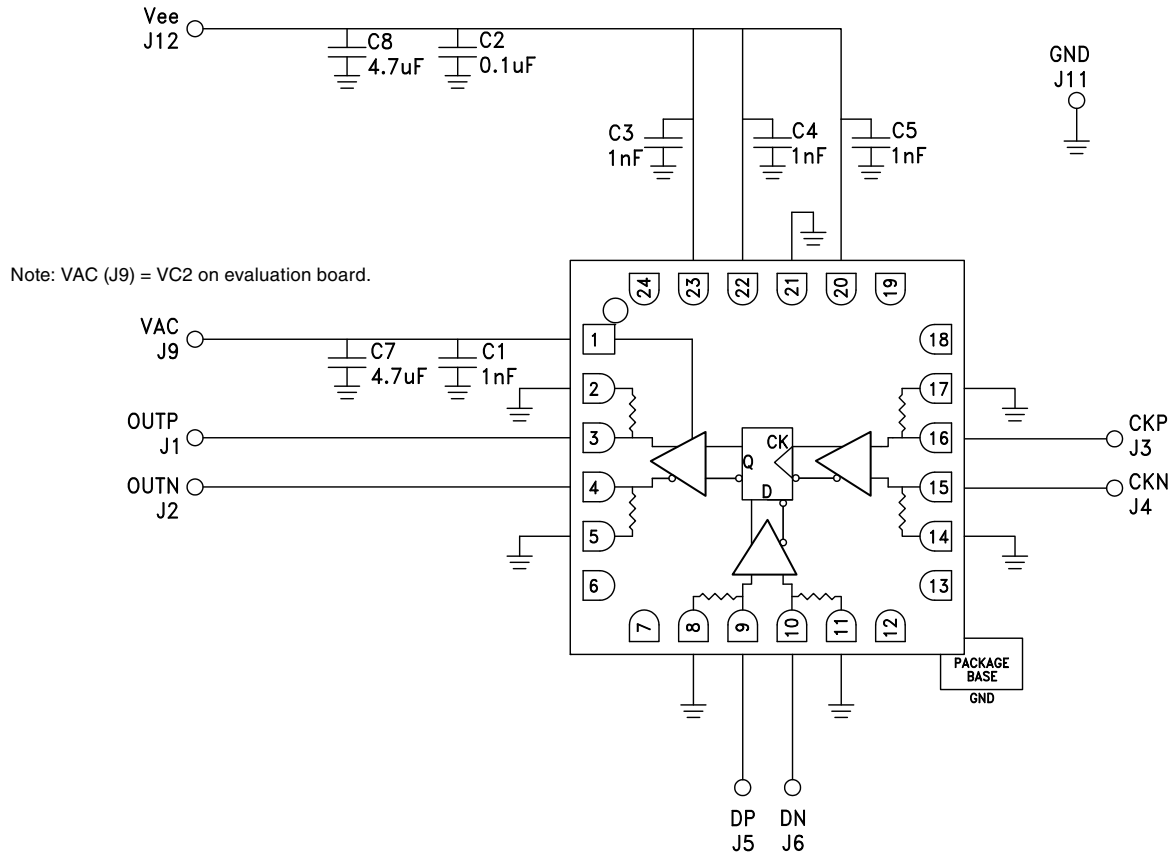 Vee
J12
C8
4.7uF
C2
0.1uF
GND
J11
C3
1nF
C4
1nF
C5
1nF
Note: VAC (J9) = VC2 on evaluation board.
24
23
22
21
20
19
VAC
J9
C7
4.7uF
C1
1nF
1
18
2
17
OUTP
J1
3
16
CKP
J3
CK
Q
D
OUTN
J2
4
15
CKN
J4
5
14
6
13
7
8
9
10
11
12
PACKAGE
BASE
GND
DP
J5
DN
J6